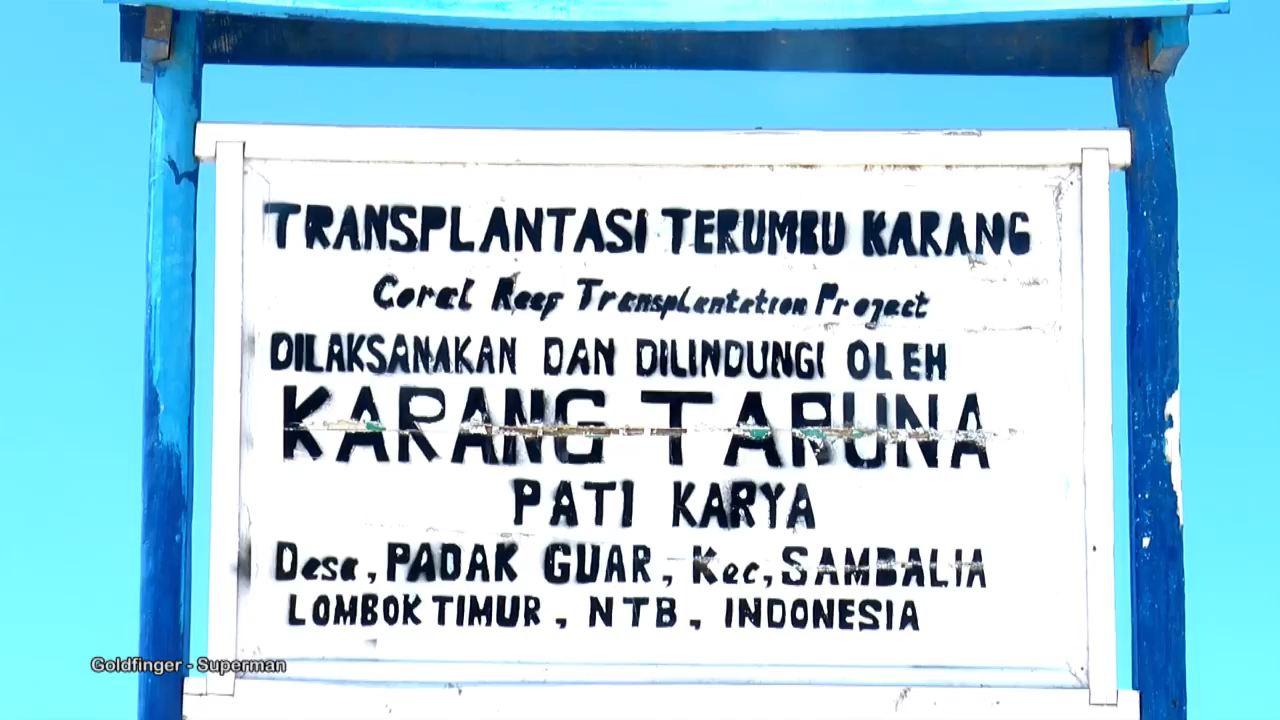 TRANSPLANTASI TERUMBU KARANG
Coral Reef Transplantation Project
DILAKSANAKAN DAN DILINDUNGI OLEH
KARANG TARUNA
PATI KARYA
Desa, PADAK GUAR, Kec, SAMBALIA
LOMBOK TIMUR, NTB, INDONESIA
Goldfinger - Superman